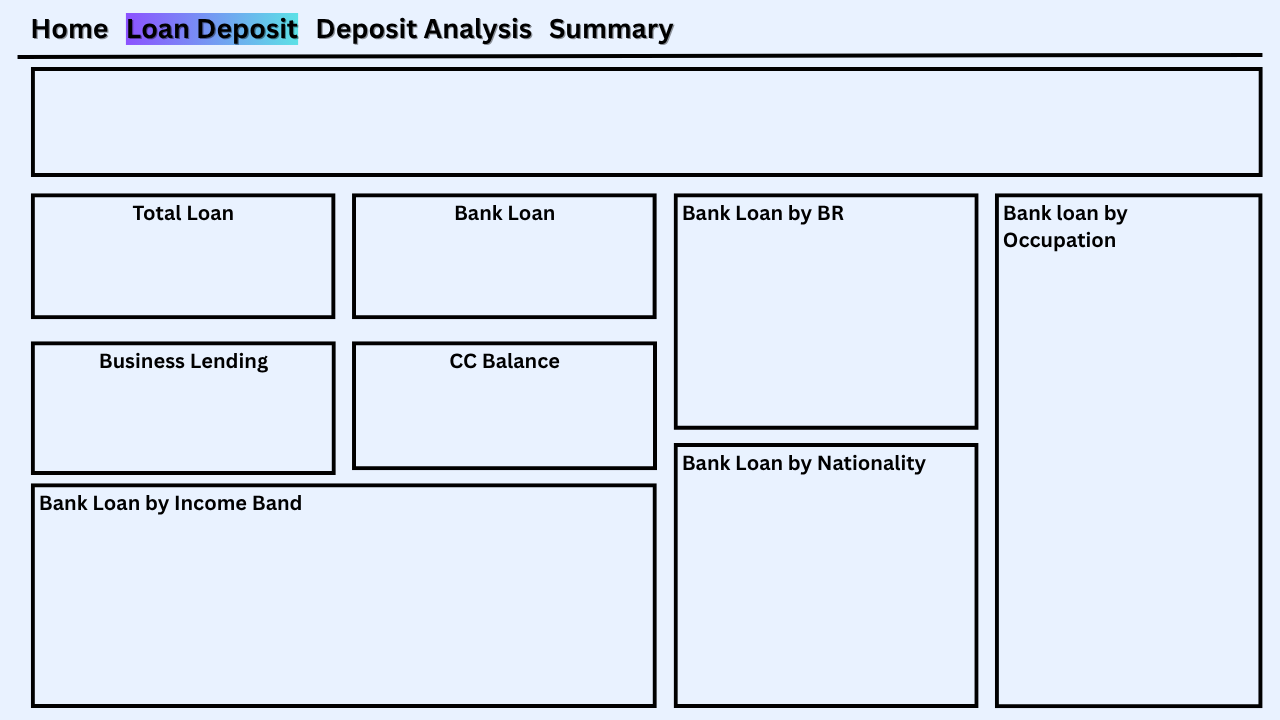 Home Loan Deposit Deposit Analysis Summary
Total Loan
Bank Loan
Bank Loan by BR
Bank loan by
Occupation
Business Lending
CC Balance
Bank Loan by Nationality
Bank Loan by Income Band